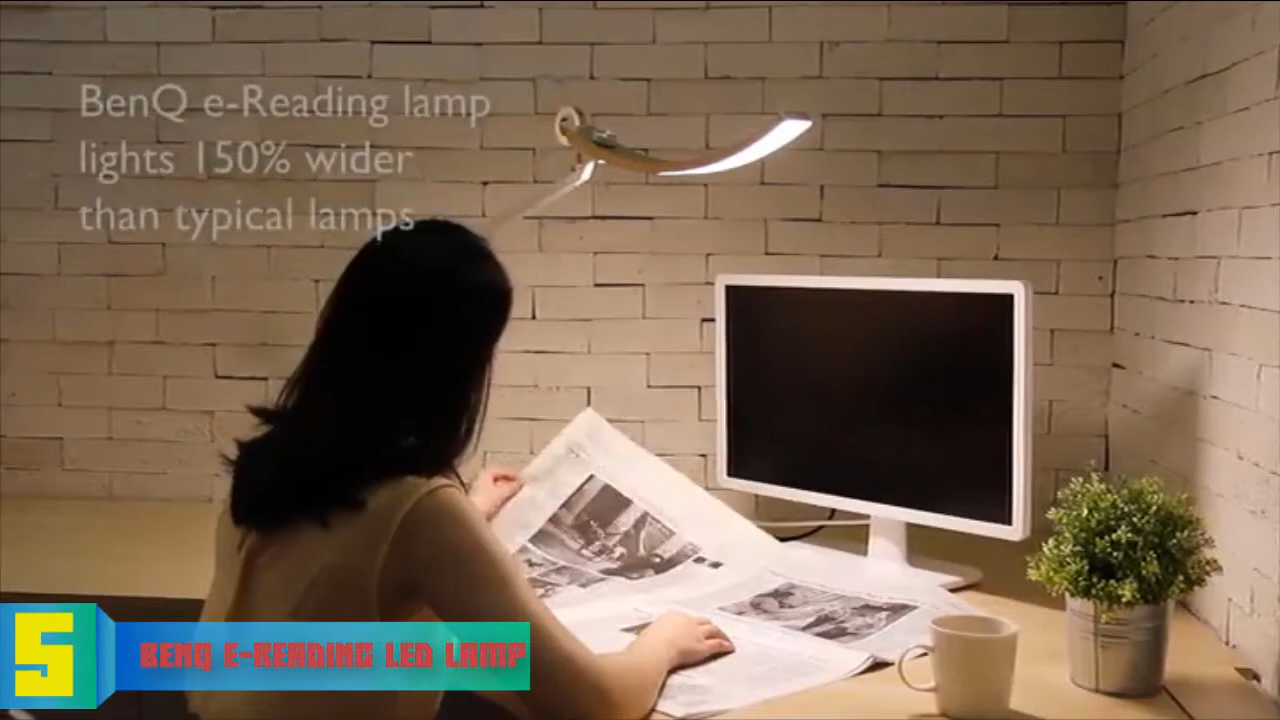 BenQ e-Reading lamp
lights 150% wider
than typical lamps
5
BENQ E-READING LED LAMP